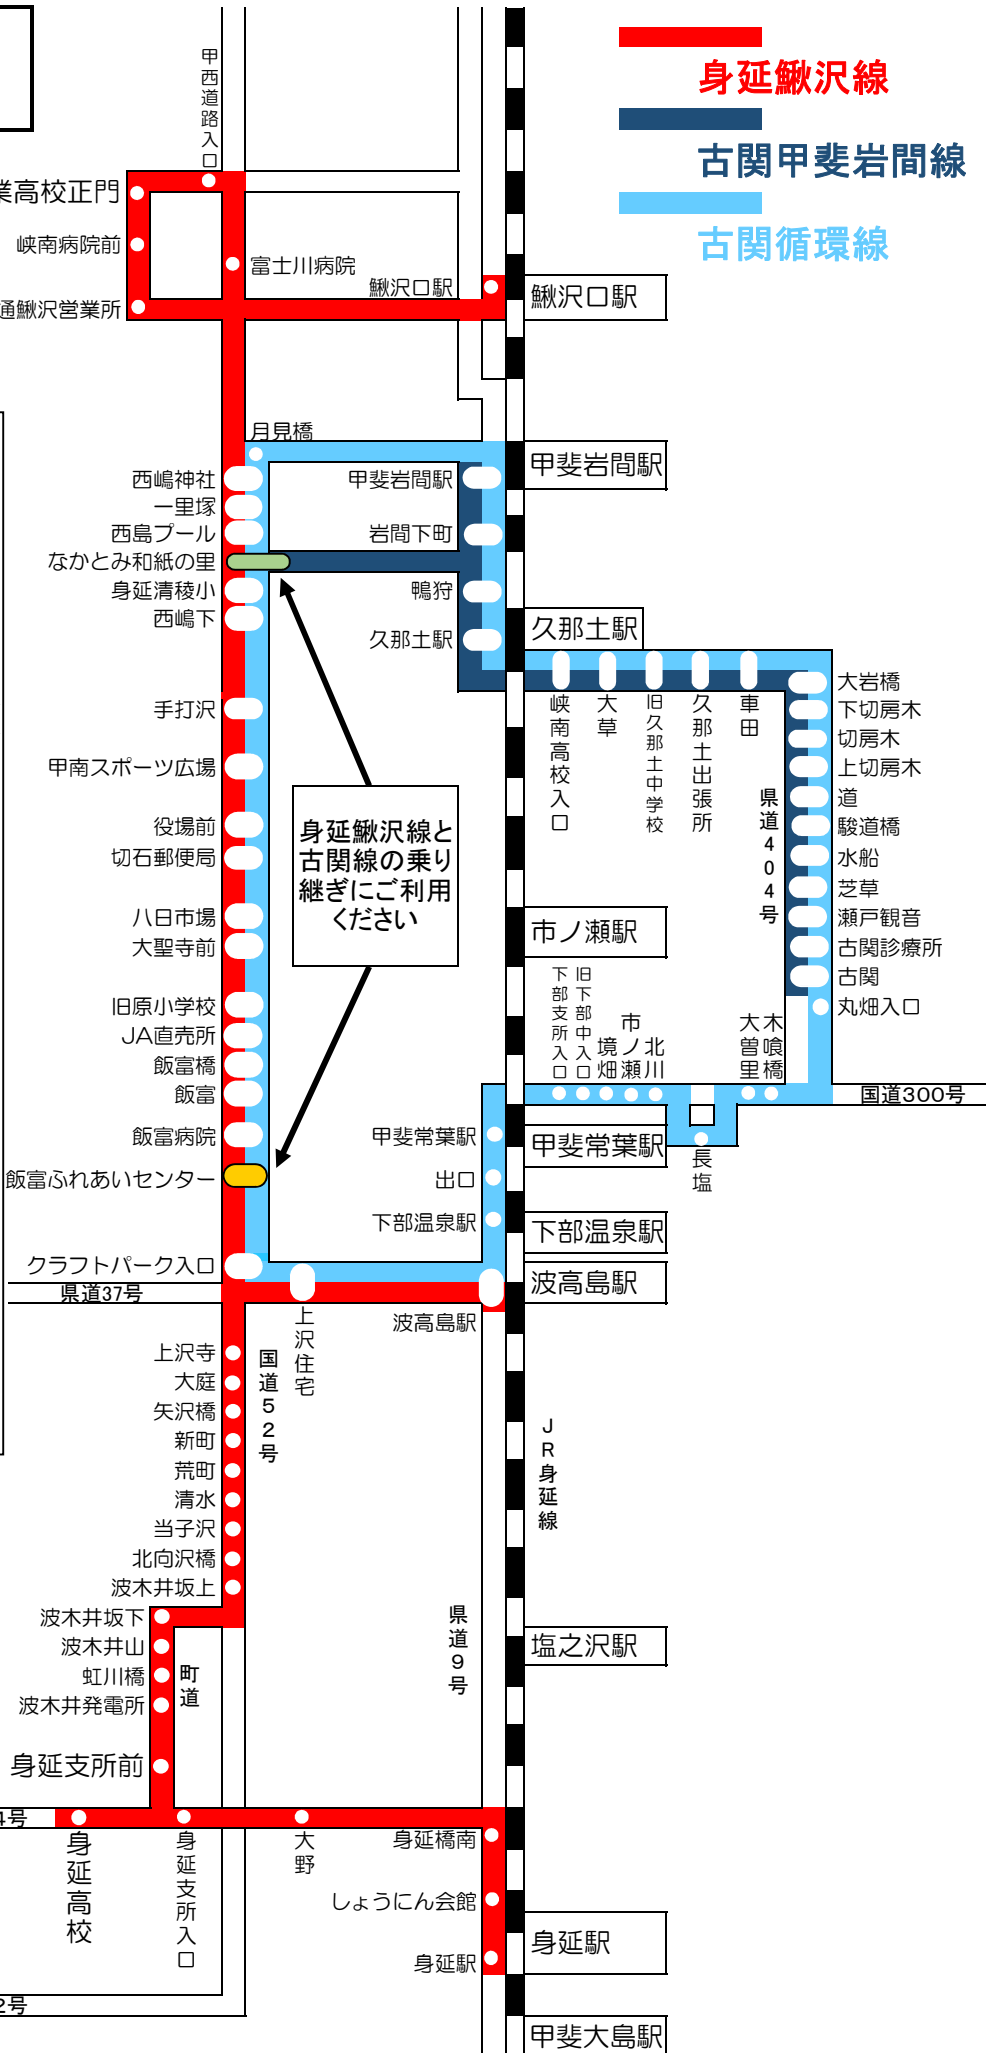 身延鰍沢線
古関甲斐岩間線
古関循環線
甲西道路入口
業高校正門
峡南病院前
富士川病院
鰍沢口駅
鰍沢口駅
通鰍沢営業所
月見橋
甲斐岩間駅
西嶋神社
甲斐岩間駅
一里塚
西島プール
岩間下町
なかとみ和紙の里
身延清稜小
鴨狩
西嶋下
久那土駅
久那土駅
手打沢
甲南スポーツ広場
役場前
切石郵便局
八日市場
大聖寺前
旧原小学校
JA直売所
飯富橋
飯富
飯富病院
飯富ふれあいセンター
クラフトパーク入口
県道37号
身延鰍沢線と
古関線の乗り
継ぎにご利用
ください
峡南高校入口
大草
旧久那土中学校
久那土出張所
車田
大岩橋
下切房木
切房木
上切房木
道
駿道橋
水船
芝草
瀬戸観音
古関診療所
古関
丸畑入口
県道404号
市ノ瀬駅
下部支所入口
旧下部中入口
境畑
市ノ瀬
北川
大曽里
木喰橋
国道300号
長塩
甲斐常葉駅
甲斐常葉駅
出口
下部温泉駅
下部温泉駅
波高島駅
波高島駅
上沢住宅
国道52号
上沢寺
大庭
矢沢橋
新町
荒町
清水
当子沢
北向沢橋
波木井坂上
JR身延線
波木井坂下
波木井山
虹川橋
波木井発電所
町道
県道9号
塩之沢駅
身延支所前
4号
身延高校
身延支所入口
大野
身延橋南
しょうにん会館
身延駅
身延駅
2号
甲斐大島駅